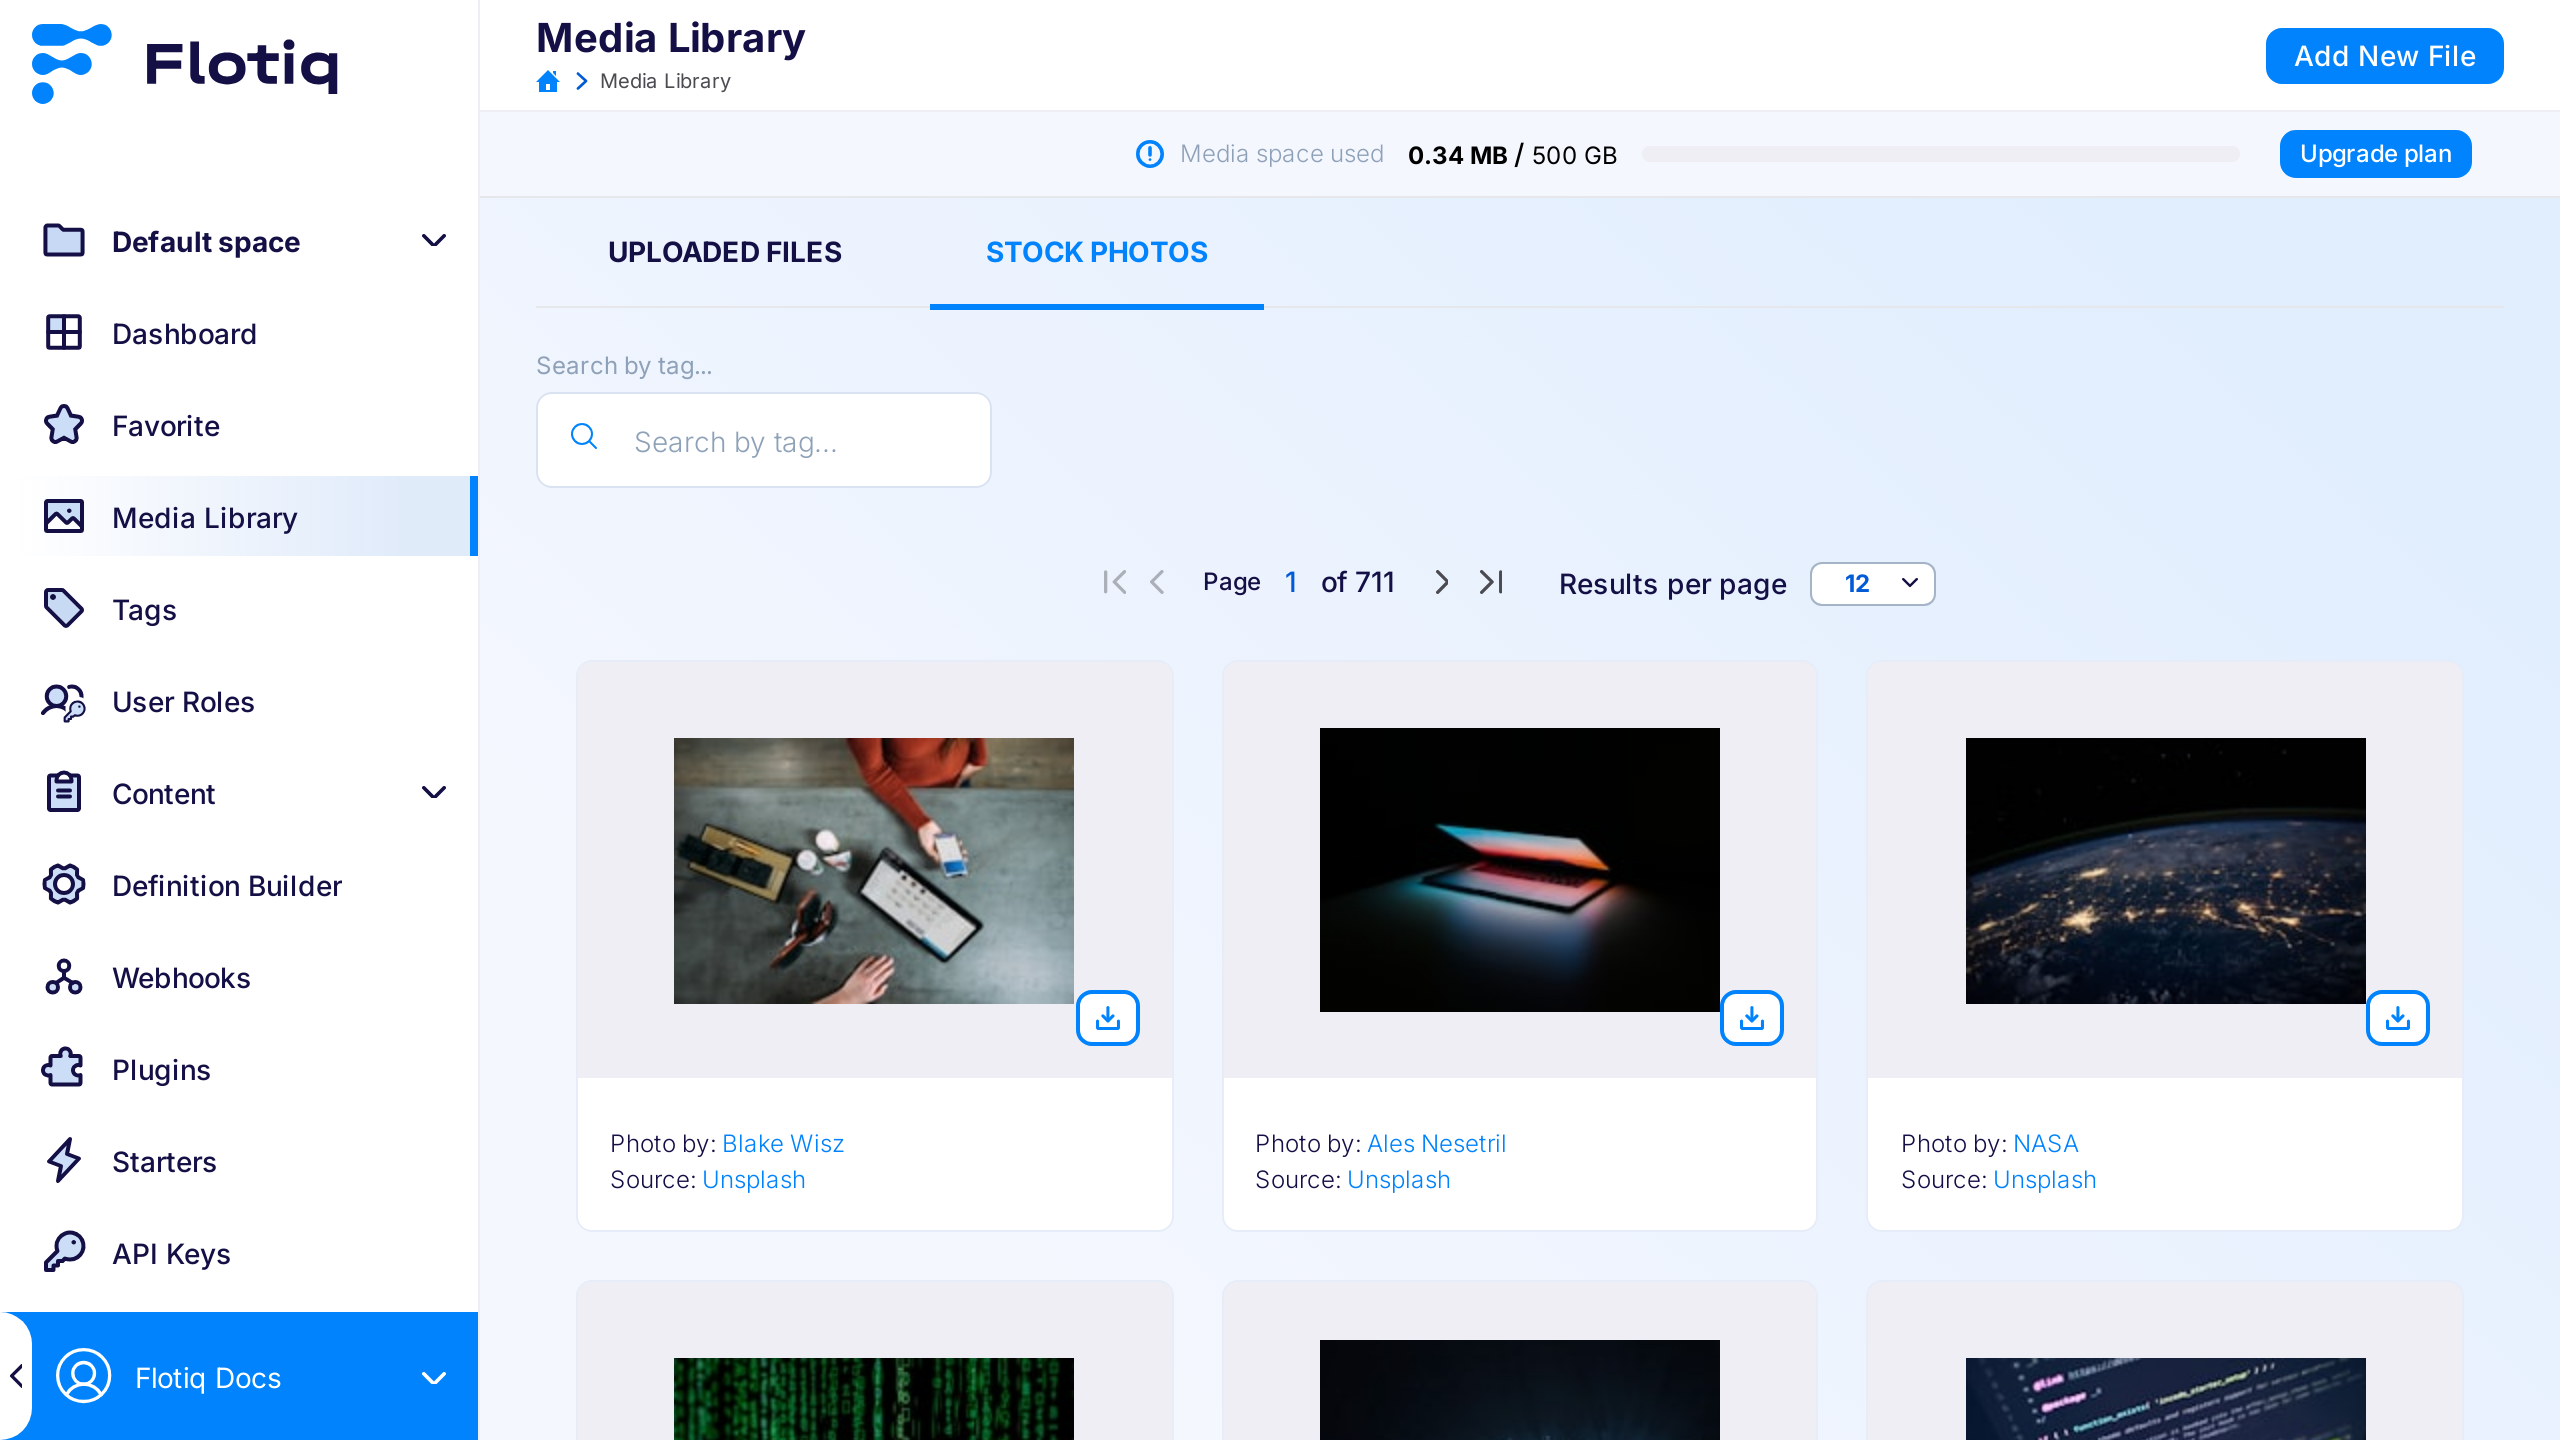 Flotiq
Default space
Dashboard
Favorite
Media Library
Tags
User Roles
Content
Definition Builder
Webhooks
Plugins
Starters
API Keys
Flotiq Docs
Media Library
Media Library
Add New File
Media space used 0.34 MB / 500 GB
Upgrade plan
UPLOADED FILES
STOCK PHOTOS
Search by tag...
Search by tag...
Page 1 of 711
Results per page 12
Photo by: Blake Wisz
Source: Unsplash
Photo by: Ales Nesetril
Source: Unsplash
Photo by: NASA
Source: Unsplash
@link
@package